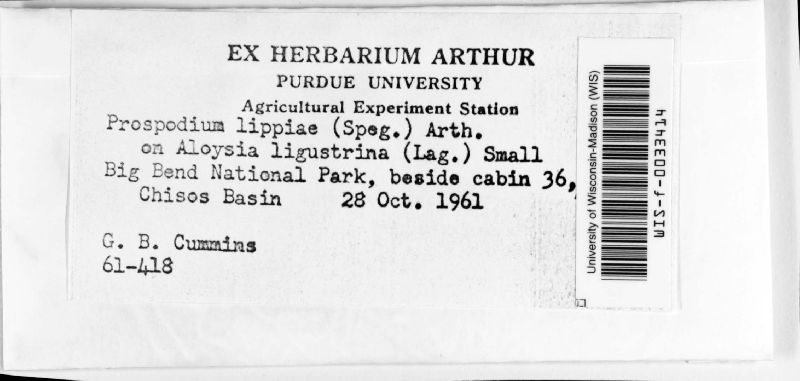 EX HERBARIUM ARTHUR
PURDUE UNIVERSITY
Agricultural Experiment Station
Prospodium lippiae (Speg.) Arth.
on Aloysia ligustrina (Lag.) Small
Big Bend National Park, beside cabin 36,
Chisos Basin 28 Oct. 1961
G. B. Cummins
61-418
University of Wisconsin-Madison (WIS)
WIS-f-0033414